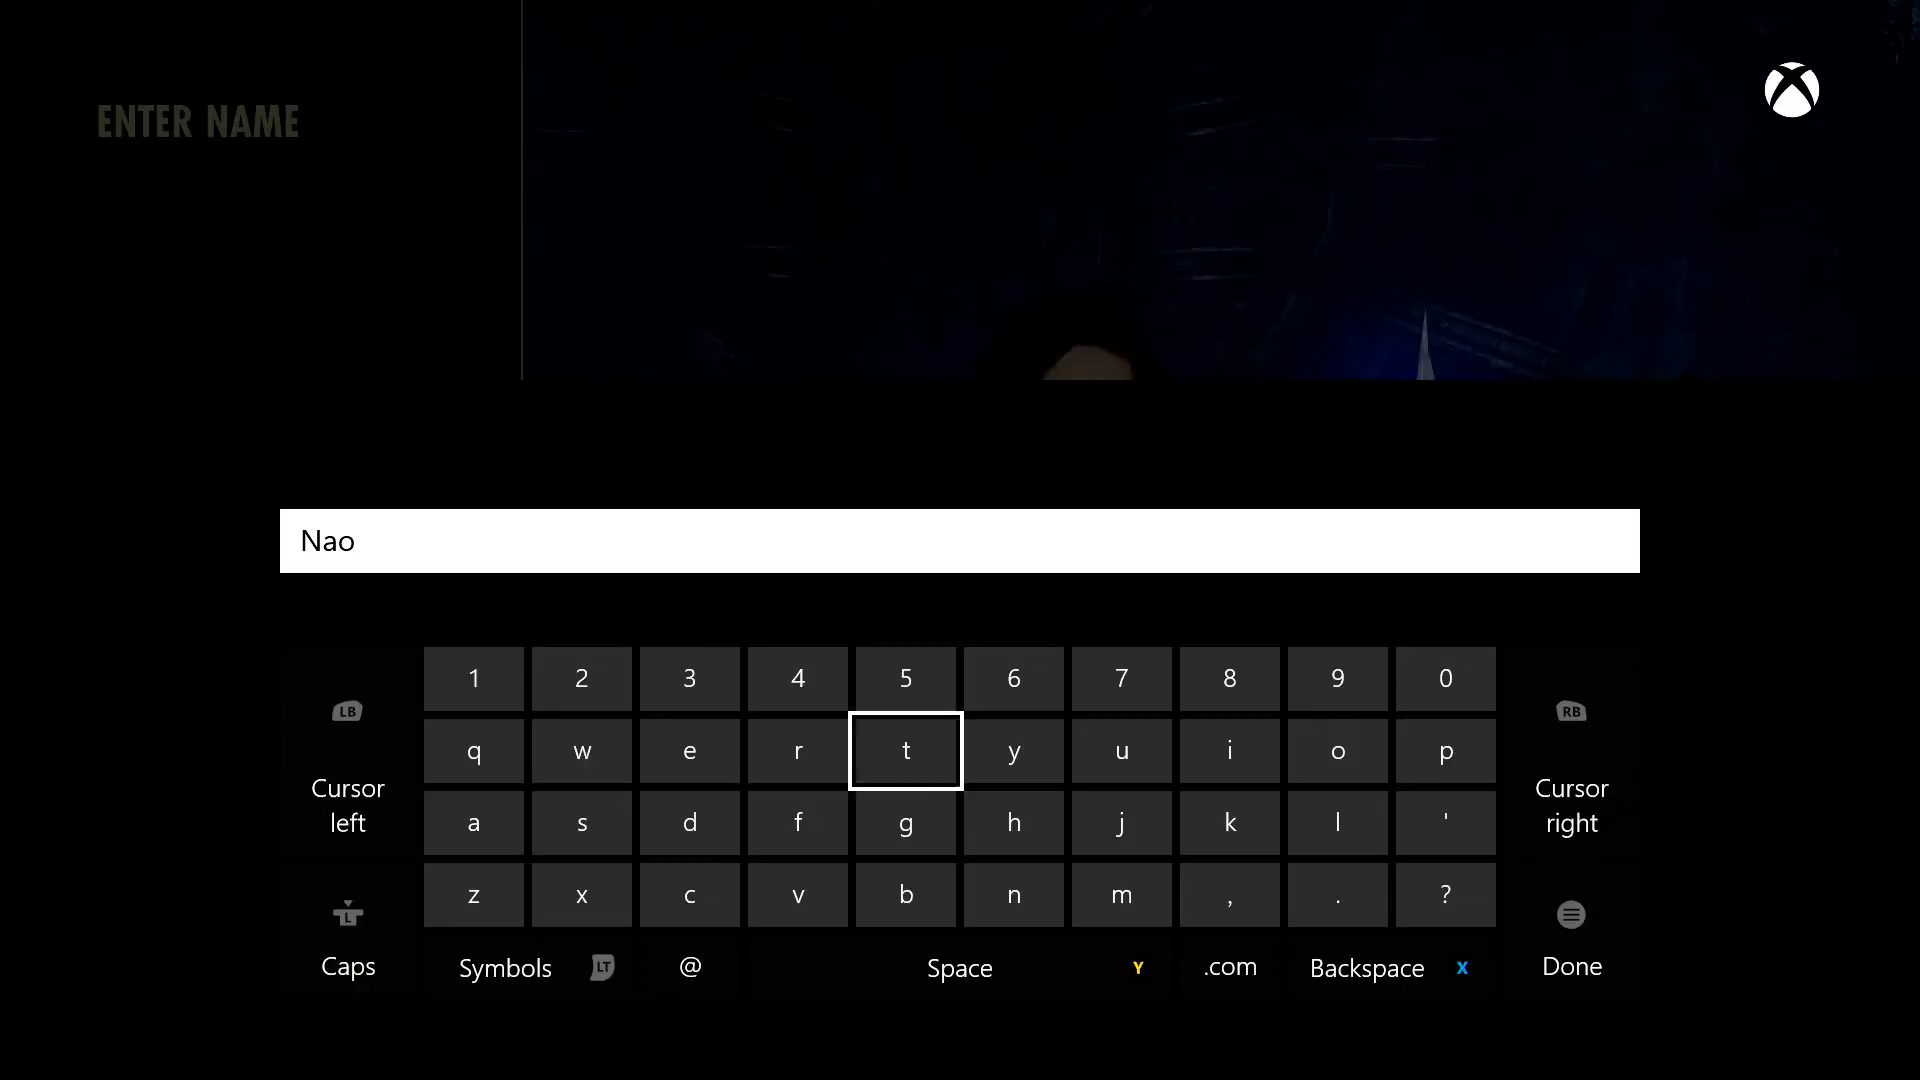 ENTER NAME
Nao
1 2 3 4 5 6 7 8 9 0
LB
q w e r t y u i o p
RB
Cursor left
a s d f g h j k l '
Cursor right
z x c v b n m , . ?
L
Caps
Symbols LT @ Space Y .com Backspace X
Done